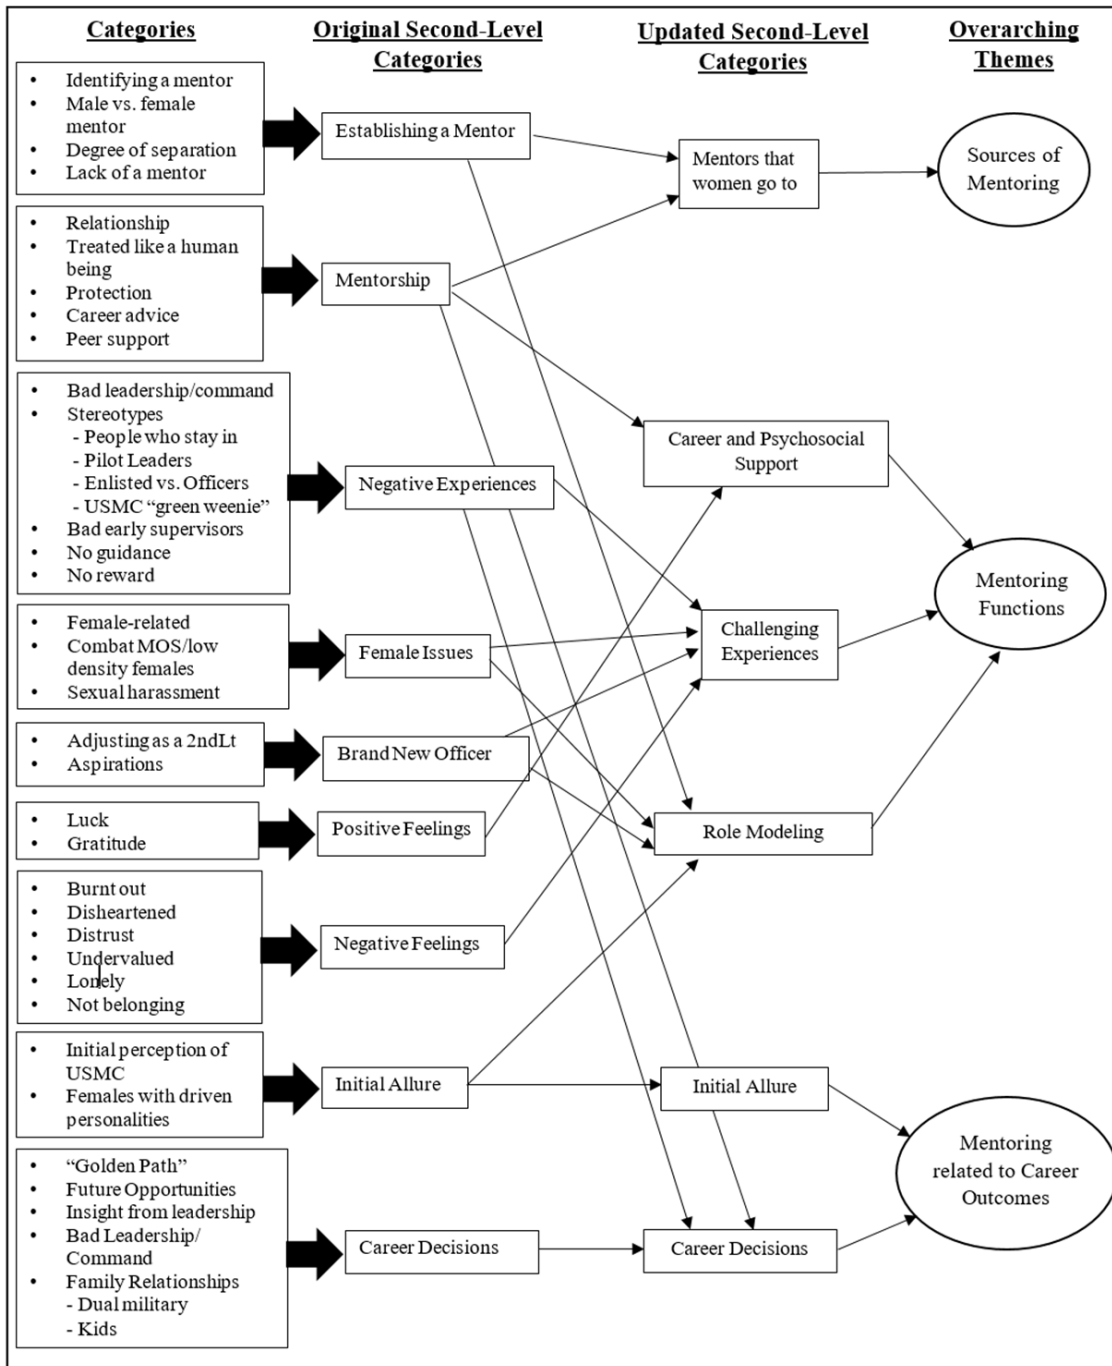 Categories
Original Second-Level
Categories
Updated Second-Level
Categories
Overarching
Themes
• Identifying a mentor
• Male vs. female
mentor
• Degree of separation
• Lack of a mentor
Establishing a Mentor
Mentors that
women go to
Sources of
Mentoring
• Relationship
• Treated like a human
being
• Protection
• Career advice
• Peer support
Mentorship
• Bad leadership/command
• Stereotypes
- People who stay in
- Pilot Leaders
- Enlisted vs. Officers
- USMC “green weenie”
• Bad early supervisors
• No guidance
• No reward
Negative Experiences
Career and Psychosocial
Support
Mentoring
Functions
• Female-related
• Combat MOS/low
density females
• Sexual harassment
Female Issues
Challenging
Experiences
• Adjusting as a 2ndLt
• Aspirations
Brand New Officer
• Luck
• Gratitude
Positive Feelings
Role Modeling
• Burnt out
• Disheartened
• Distrust
• Undervalued
• Lonely
• Not belonging
Negative Feelings
• Initial perception of
USMC
• Females with driven
personalities
Initial Allure
Initial Allure
Mentoring
related to Career
Outcomes
• “Golden Path”
• Future Opportunities
• Insight from leadership
• Bad Leadership/
Command
• Family Relationships
- Dual military
- Kids
Career Decisions
Career Decisions